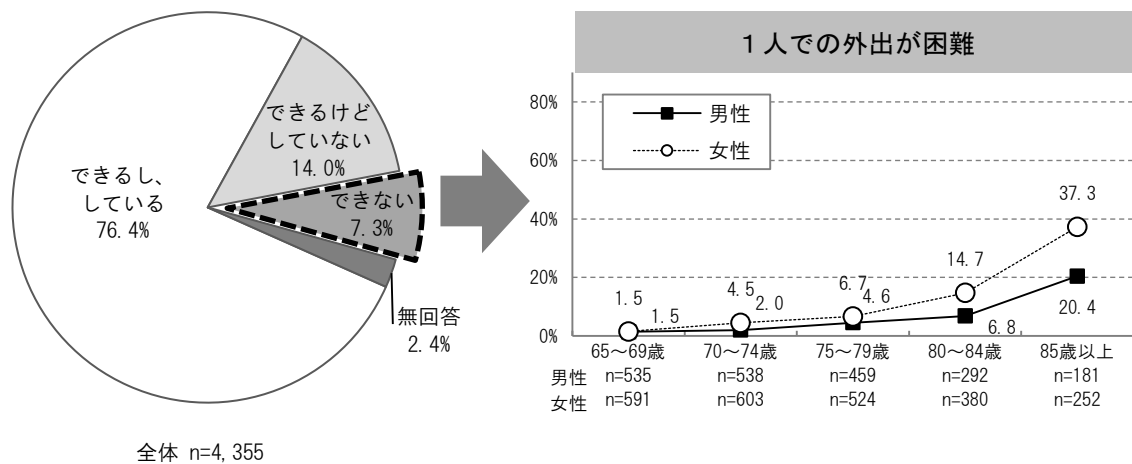 できるし、
している
76.4%
できるけど
していない
14.0%
できない
7.3%
無回答
2.4%
全体 n=4,355
１人での外出が困難
80%
60%
40%
20%
0%
男性
女性
1.5
4.5
6.7
14.7
37.3
1.5
2.0
4.6
6.8
20.4
65～69歳 70～74歳 75～79歳 80～84歳 85歳以上
男性 n=535 n=538 n=459 n=292 n=181
女性 n=591 n=603 n=524 n=380 n=252